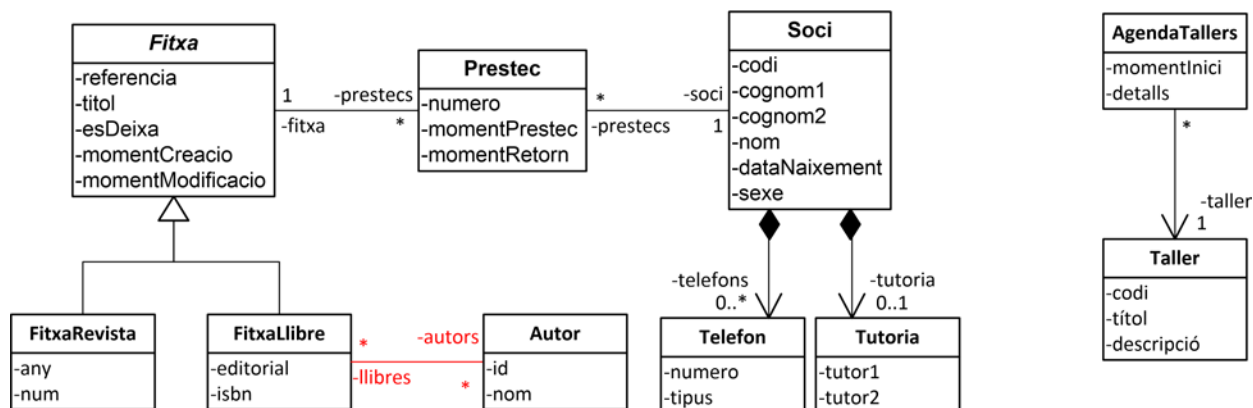 Fitxa
-referencia
-titol
-esDeixa
-momentCreacio
-momentModificacio
1
-fitxa
-prestecs
*
Prestec
-numero
-momentPrestec
-momentRetorn
*
-prestecs
-soci
1
Soci
-codi
-cognom1
-cognom2
-nom
-dataNaixement
-sexe
AgendaTallers
-momentInici
-detalls
*
-taller
1
Taller
-codi
-títol
-descripció
FitxaRevista
-any
-num
FitxaLlibre
-editorial
-isbn
*
-llibres
-autors
*
Autor
-id
-nom
-telefons
0..*
Telefon
-numero
-tipus
-tutoria
0..1
Tutoria
-tutor1
-tutor2